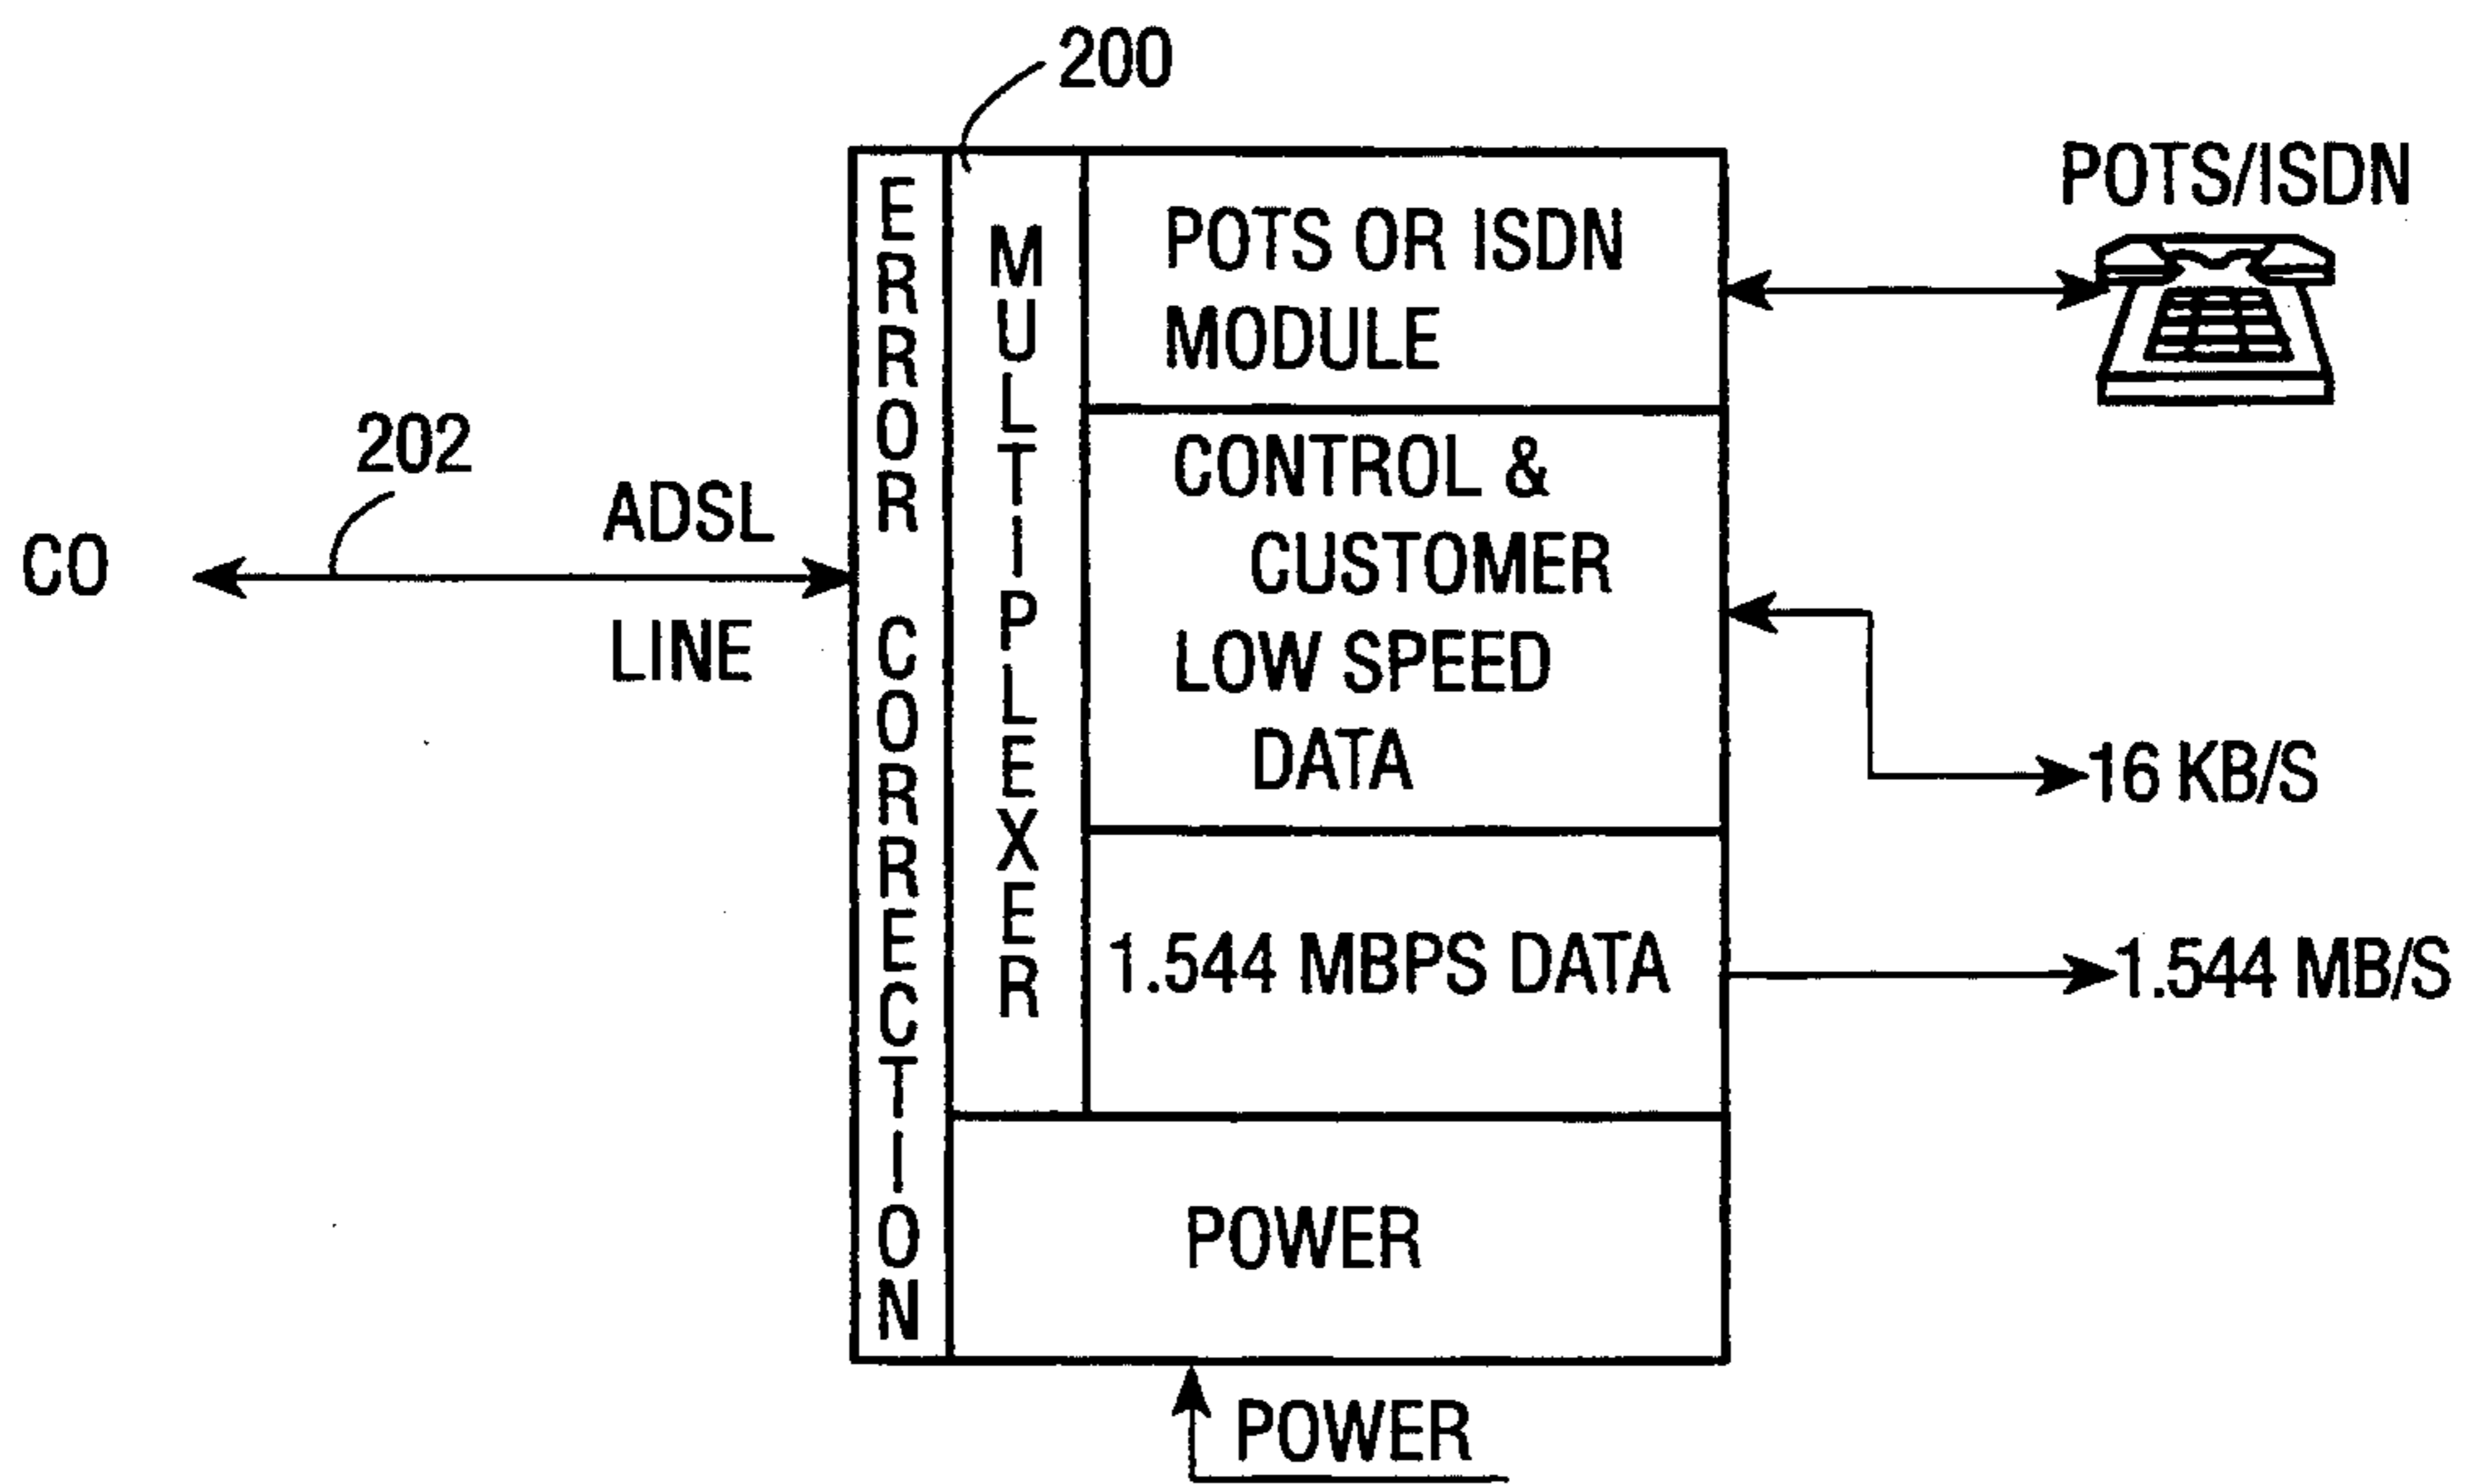 200
POTS/ISDN
ERROR CORRECTION
MULTIPLEXER
POTS OR ISDN
MODULE
202
CO
ADSL
LINE
CONTROL &
CUSTOMER
LOW SPEED
DATA
16 KB/S
1.544 MBPS DATA
1.544 MB/S
POWER
POWER